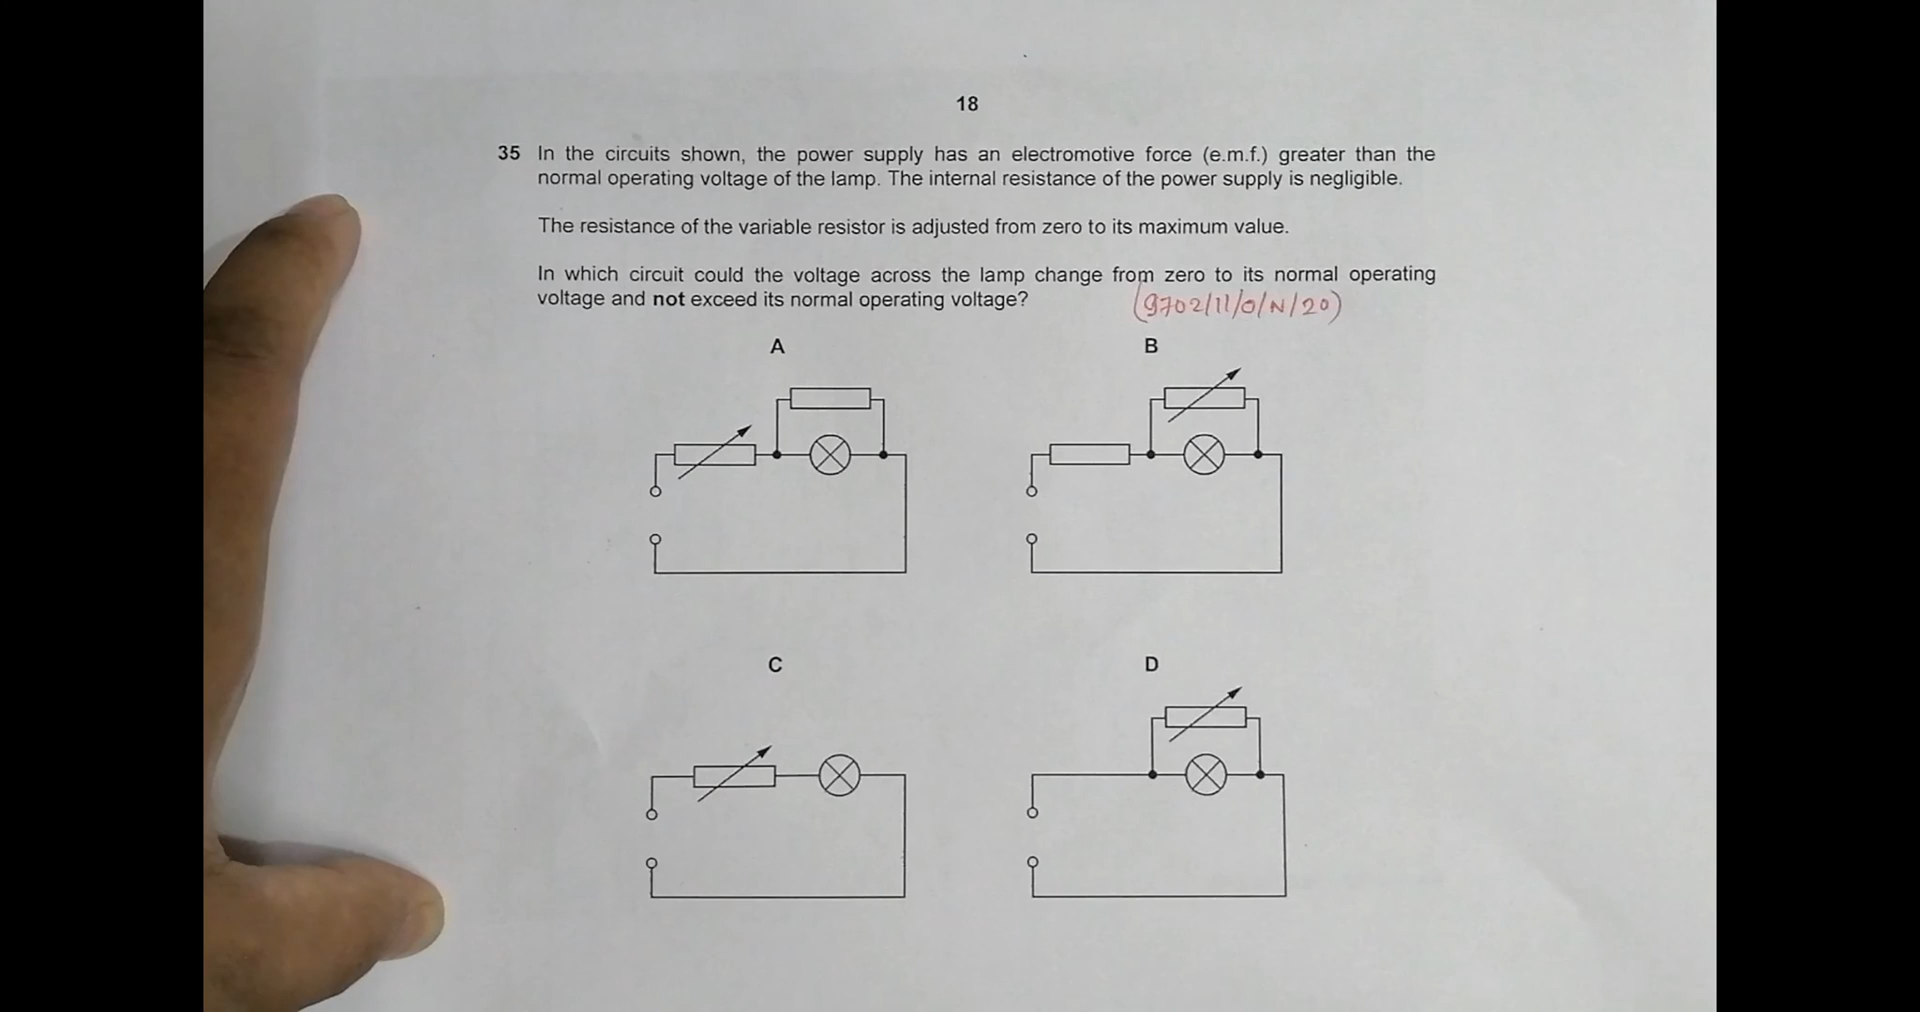 18
35 In the circuits shown, the power supply has an electromotive force (e.m.f.) greater than the
normal operating voltage of the lamp. The internal resistance of the power supply is negligible.
The resistance of the variable resistor is adjusted from zero to its maximum value.
In which circuit could the voltage across the lamp change from zero to its normal operating
voltage and not exceed its normal operating voltage?
(9702/11/O/N/20)
A
B
C
D